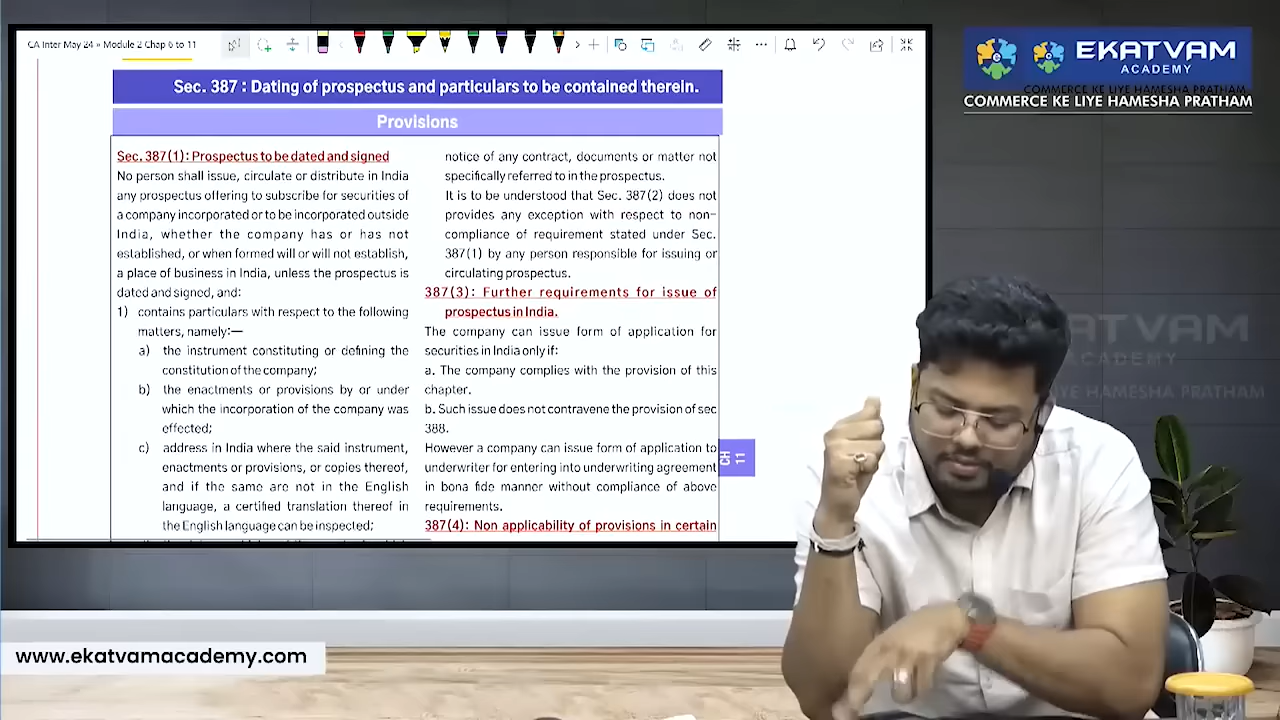 CA Inter May 24 » Module 2 Chap 6 to 11
EKATVAM
ACADEMY
COMMERCE KE LIYE HAMESHA PRATHAM
COMMERCE KE LIYE HAMESHA PRATHAM
Sec. 387 : Dating of prospectus and particulars to be contained therein.
Provisions
Sec. 387(1): Prospectus to be dated and signed
No person shall issue, circulate or distribute in India
any prospectus offering to subscribe for securities of
a company incorporated or to be incorporated outside
India, whether the company has or has not
established, or when formed will or will not establish,
a place of business in India, unless the prospectus is
dated and signed, and:
1) contains particulars with respect to the following
matters, namely:—
a) the instrument constituting or defining the
constitution of the company;
b) the enactments or provisions by or under
which the incorporation of the company was
effected;
c) address in India where the said instrument,
enactments or provisions, or copies thereof,
and if the same are not in the English
language, a certified translation thereof in
the English language can be inspected;
notice of any contract, documents or matter not
specifically referred to in the prospectus.
It is to be understood that Sec. 387(2) does not
provides any exception with respect to non-
compliance of requirement stated under Sec.
387(1) by any person responsible for issuing or
circulating prospectus.
387(3): Further requirements for issue of
prospectus in India.
The company can issue form of application for
securities in India only if:
a. The company complies with the provision of this
chapter.
b. Such issue does not contravene the provision of sec
388.
However a company can issue form of application to
underwriter for entering into underwriting agreement
in bona fide manner without compliance of above
requirements.
387(4): Non applicability of provisions in certain
CH
11
ATVAM
ACADEMY
LIYE HAMESHA PRATHAM
www.ekatvamacademy.com